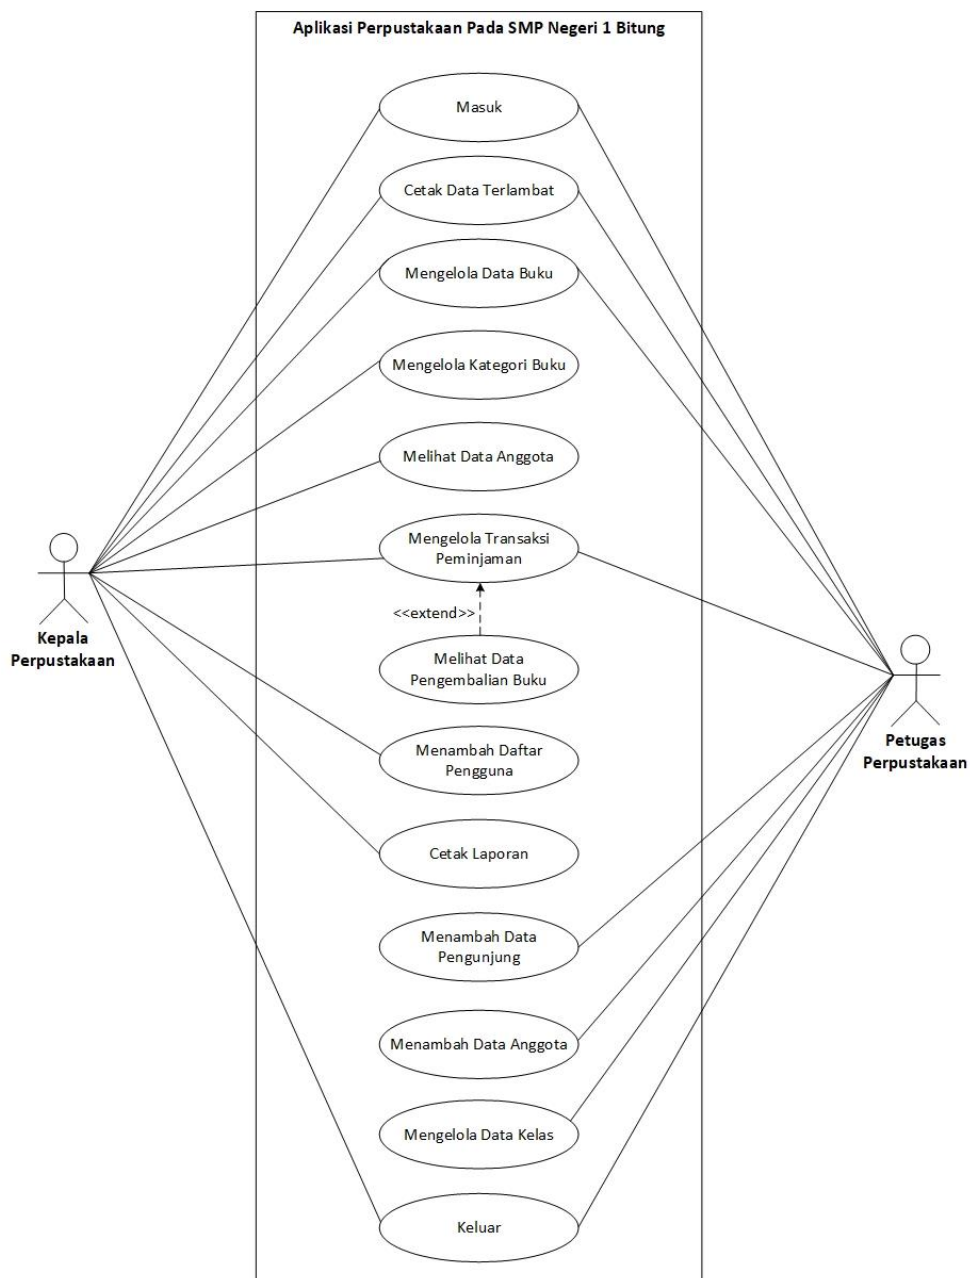 Aplikasi Perpustakaan Pada SMP Negeri 1 Bitung
Masuk
Cetak Data Terlambat
Mengelola Data Buku
Mengelola Kategori Buku
Melihat Data Anggota
Mengelola Transaksi
Peminjaman
<<extend>>
Kepala
Perpustakaan
Melihat Data
Pengembalian Buku
Petugas
Perpustakaan
Menambah Daftar
Pengguna
Cetak Laporan
Menambah Data
Pengunjung
Menambah Data Anggota
Mengelola Data Kelas
Keluar